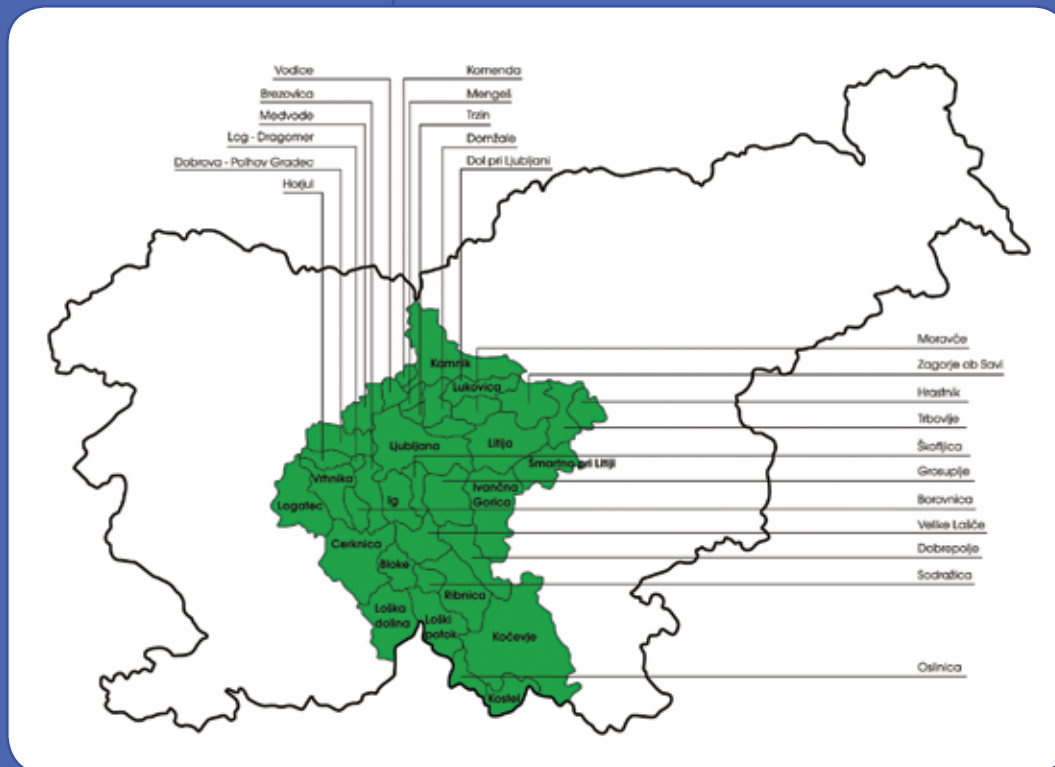 Vodice
Komenda
Brezovica
Mengeš
Medvode
Trzin
Log - Dragomer
Domžale
Dobrova - Polhov Gradec
Dol pri Ljubljani
Horjul
Moravče
Kamnik
Zagorje ob Savi
Lukovica
Hrastnik
Trbovlje
Ljubljana
Litija
Škofljica
Šmartno pri Litiji
Grosuplje
Vrhnika
Ivančna
Gorica
Ig
Borovnica
Logatec
Velike Lašče
Cerknica
Dobrepolje
Bloke
Sodražica
Ribnica
Loška
dolina
Loški
potok
Kočevje
Osilnica
Kostel